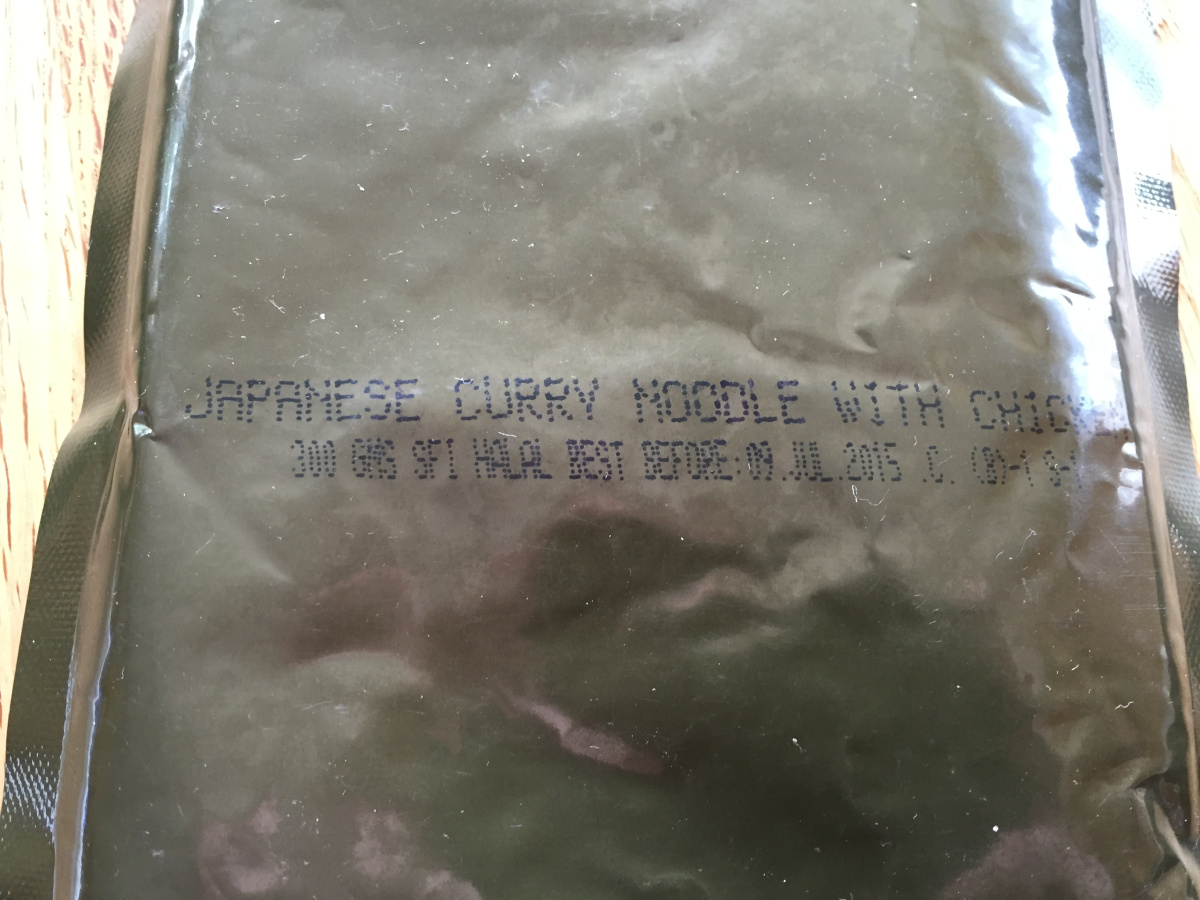 JAPANESE CURRY NOODLE WITH
300 GMS SFI HALAL BEST BEFORE:09.JUL.2015 .C.